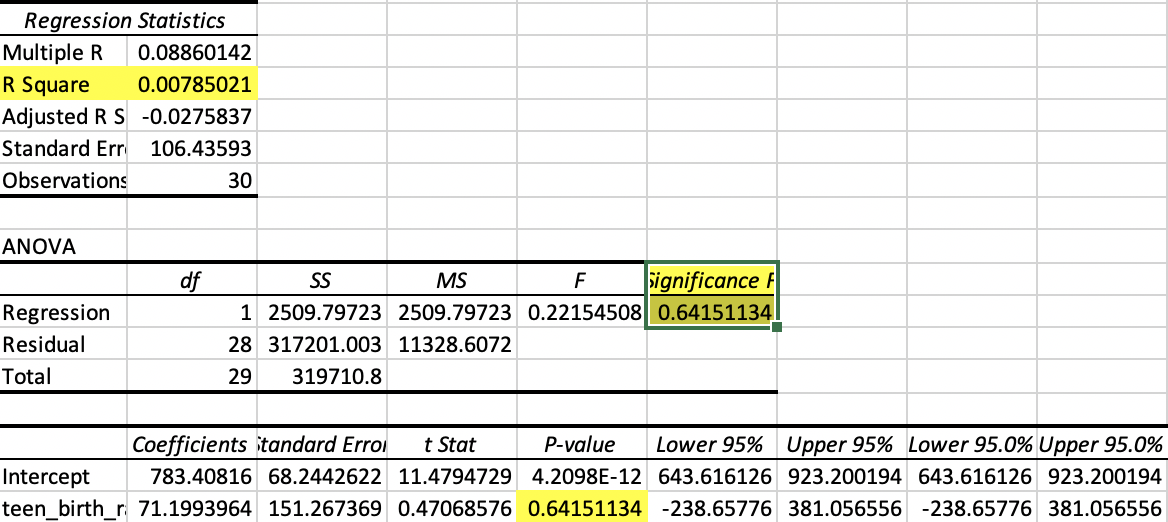 Regression Statistics
Multiple R 0.08860142
R Square 0.00785021
Adjusted R S -0.0275837
Standard Err 106.43593
Observations 30
ANOVA
df SS MS F Significance F
Regression 1 2509.79723 2509.79723 0.22154508 0.64151134
Residual 28 317201.003 11328.6072
Total 29 319710.8
Coefficients Standard Error t Stat P-value Lower 95% Upper 95% Lower 95.0% Upper 95.0%
Intercept 783.40816 68.2442622 11.4794729 4.2098E-12 643.616126 923.200194 643.616126 923.200194
teen_birth_r 71.1993964 151.267369 0.47068576 0.64151134 -238.65776 381.056556 -238.65776 381.056556